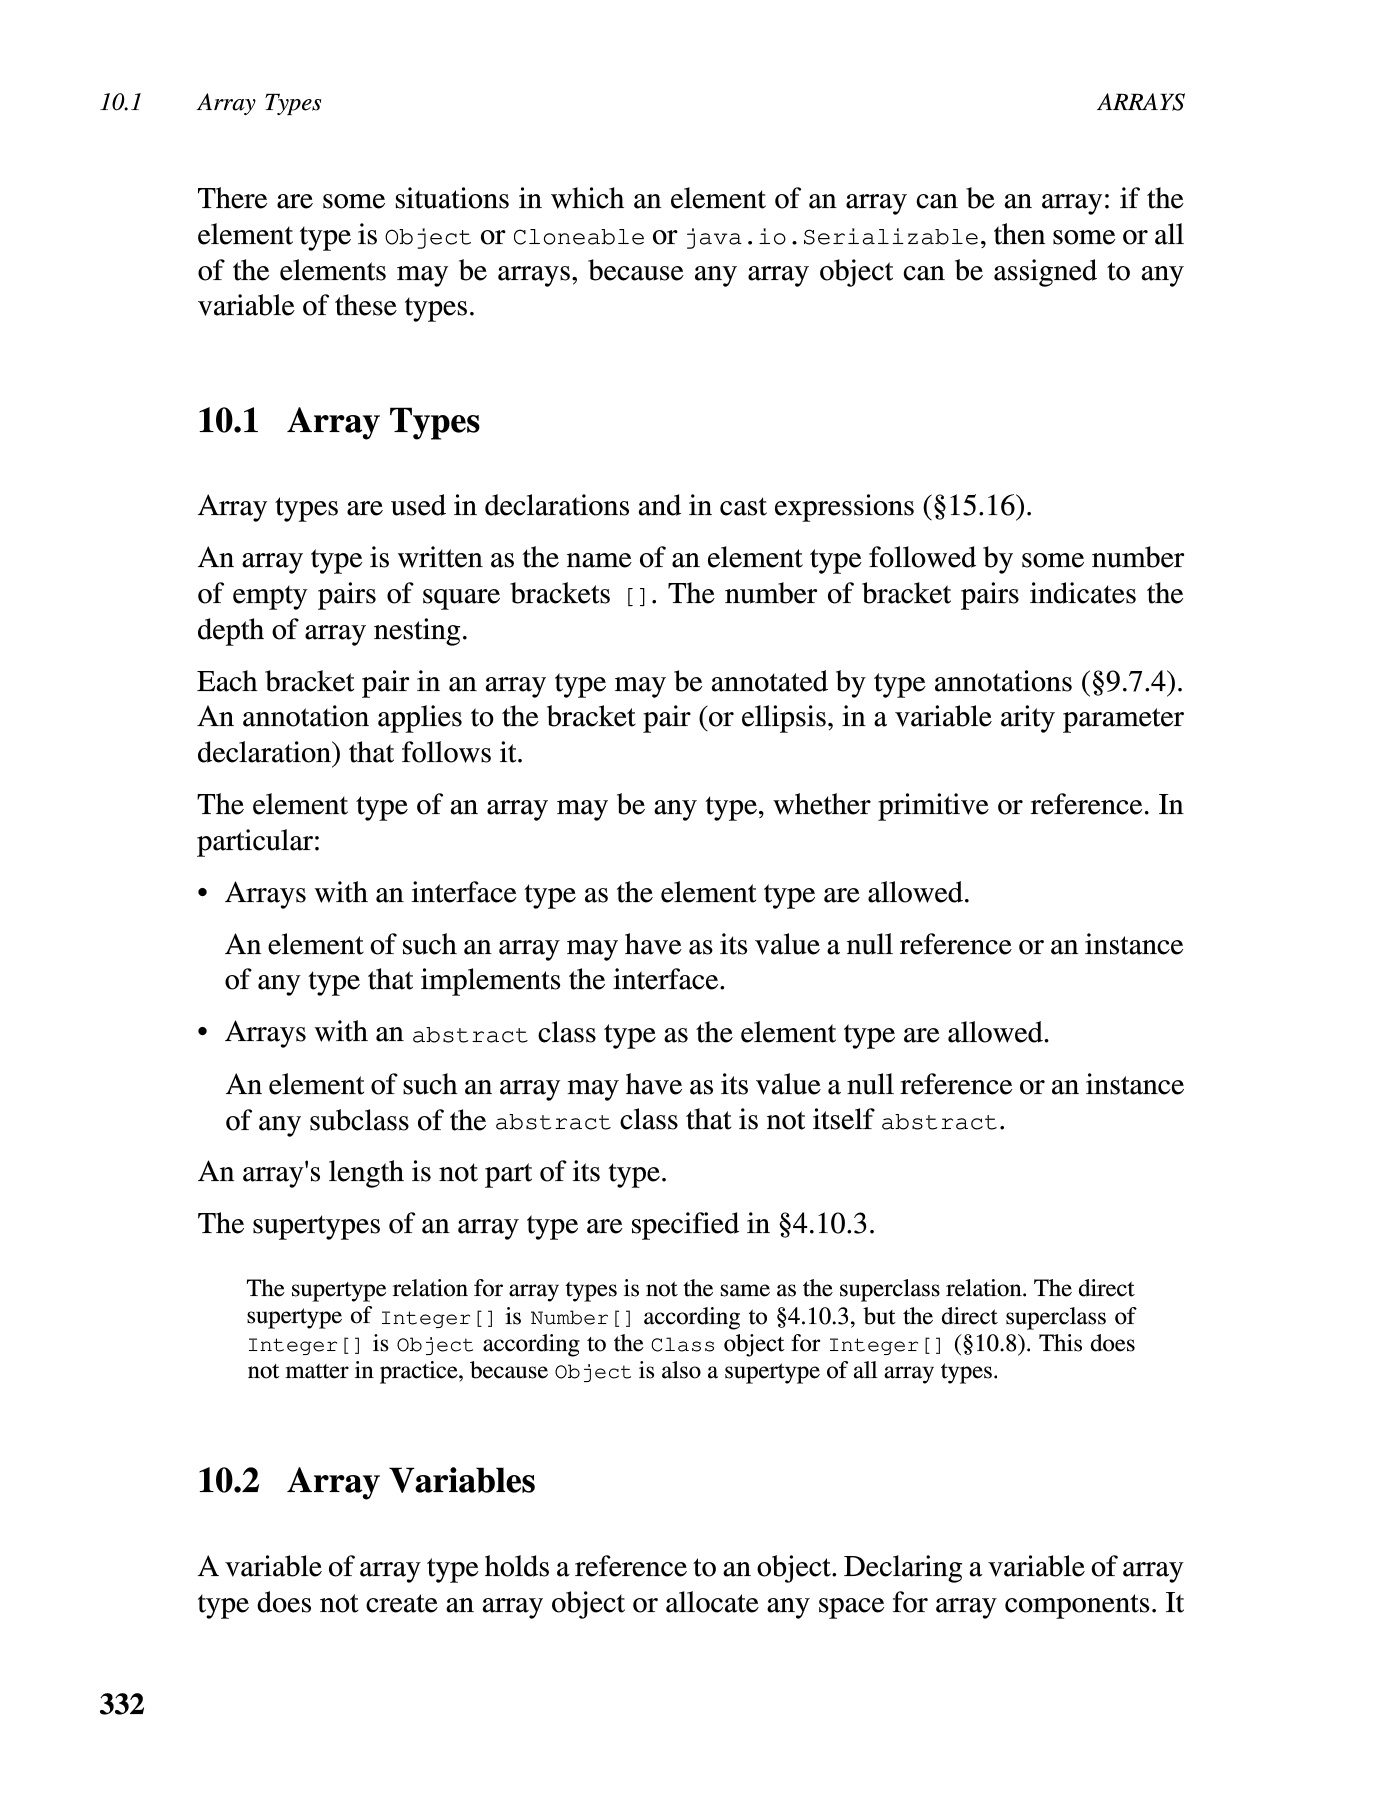 10.1 Array Types ARRAYS
There are some situations in which an element of an array can be an array: if the
element type is Object or Cloneable or java.io.Serializable, then some or all
of the elements may be arrays, because any array object can be assigned to any
variable of these types.
10.1 Array Types
Array types are used in declarations and in cast expressions (§15.16).
An array type is written as the name of an element type followed by some number
of empty pairs of square brackets []. The number of bracket pairs indicates the
depth of array nesting.
Each bracket pair in an array type may be annotated by type annotations (§9.7.4).
An annotation applies to the bracket pair (or ellipsis, in a variable arity parameter
declaration) that follows it.
The element type of an array may be any type, whether primitive or reference. In
particular:
• Arrays with an interface type as the element type are allowed.
An element of such an array may have as its value a null reference or an instance
of any type that implements the interface.
• Arrays with an abstract class type as the element type are allowed.
An element of such an array may have as its value a null reference or an instance
of any subclass of the abstract class that is not itself abstract.
An array's length is not part of its type.
The supertypes of an array type are specified in §4.10.3.
The supertype relation for array types is not the same as the superclass relation. The direct
supertype of Integer[] is Number[] according to §4.10.3, but the direct superclass of
Integer[] is Object according to the Class object for Integer[] (§10.8). This does
not matter in practice, because Object is also a supertype of all array types.
10.2 Array Variables
A variable of array type holds a reference to an object. Declaring a variable of array
type does not create an array object or allocate any space for array components. It
332